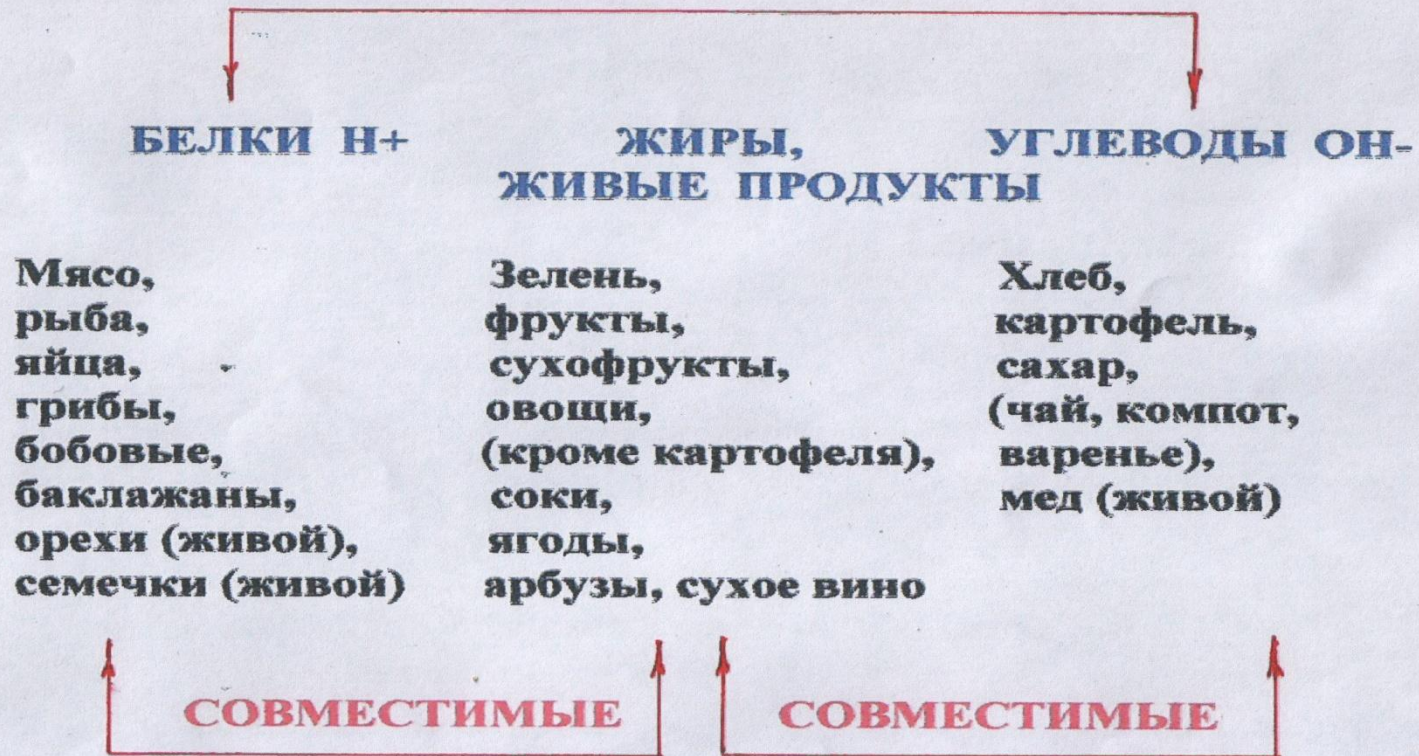 БЕЛКИ Н+
ЖИРЫ,
ЖИВЫЕ ПРОДУКТЫ
УГЛЕВОДЫ ОН-
Мясо,
рыба,
яйца,
грибы,
бобовые,
баклажаны,
орехи (живой),
семечки (живой)
Зелень,
фрукты,
сухофрукты,
овощи,
(кроме картофеля),
соки,
ягоды,
арбузы, сухое вино
Хлеб,
картофель,
сахар,
(чай, компот,
варенье),
мед (живой)
СОВМЕСТИМЫЕ
СОВМЕСТИМЫЕ